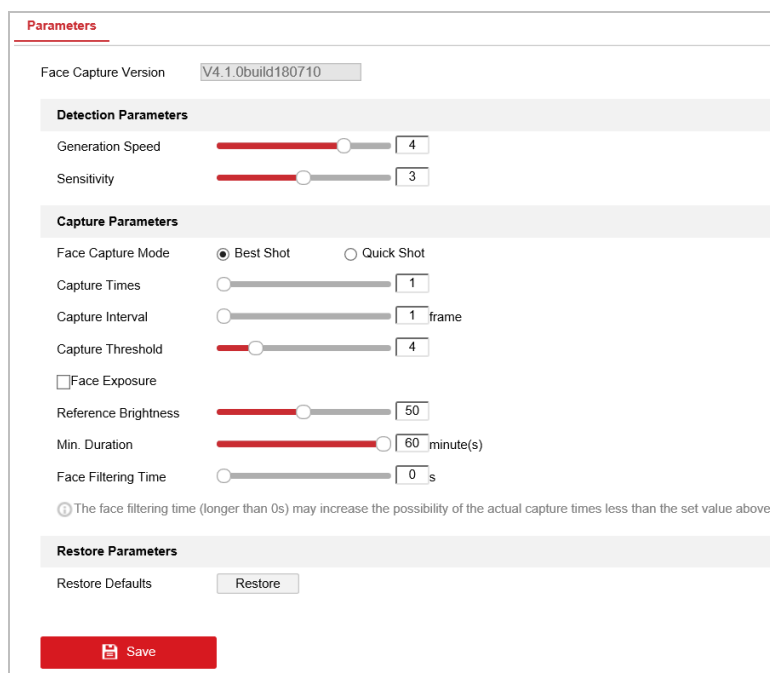 Parameters
Face Capture Version V4.1.0build180710
Detection Parameters
Generation Speed 4
Sensitivity 3
Capture Parameters
Face Capture Mode Best Shot Quick Shot
Capture Times 1
Capture Interval 1 frame
Capture Threshold 4
Face Exposure
Reference Brightness 50
Min. Duration 60 minute(s)
Face Filtering Time 0 s
The face filtering time (longer than 0s) may increase the possibility of the actual capture times less than the set value above
Restore Parameters
Restore Defaults Restore
Save